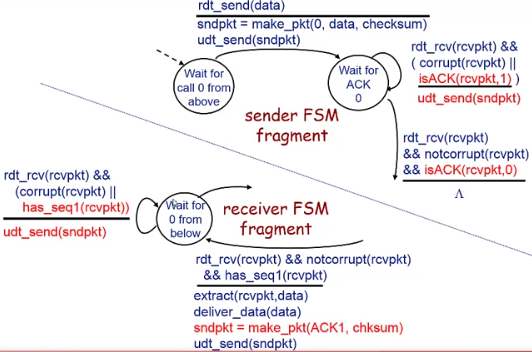 rdt_send(data)
sndpkt = make_pkt(0, data, checksum)
udt_send(sndpkt)
Wait for
call 0 from
above
Wait for
ACK
0
rdt_rcv(rcvpkt) &&
( corrupt(rcvpkt) ||
isACK(rcvpkt,1) )
udt_send(sndpkt)
sender FSM
fragment
rdt_rcv(rcvpkt)
&& notcorrupt(rcvpkt)
&& isACK(rcvpkt,0)
Λ
rdt_rcv(rcvpkt) &&
(corrupt(rcvpkt) ||
has_seq1(rcvpkt))
udt_send(sndpkt)
Wait for
0 from
below
receiver FSM
fragment
rdt_rcv(rcvpkt) && notcorrupt(rcvpkt)
&& has_seq1(rcvpkt)
extract(rcvpkt,data)
deliver_data(data)
sndpkt = make_pkt(ACK1, chksum)
udt_send(sndpkt)